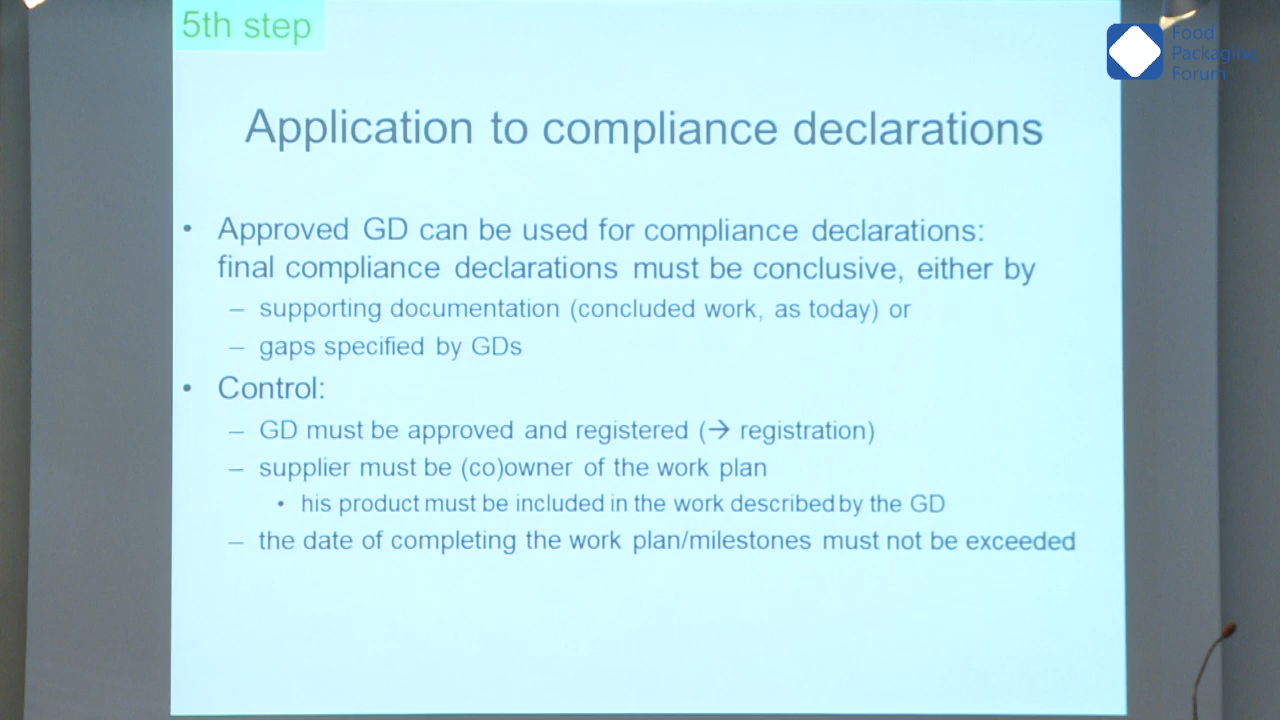 5th step
Food
Packaging
Forum
Application to compliance declarations
• Approved GD can be used for compliance declarations:
final compliance declarations must be conclusive, either by
– supporting documentation (concluded work, as today) or
– gaps specified by GDs
• Control:
– GD must be approved and registered (→ registration)
– supplier must be (co)owner of the work plan
• his product must be included in the work described by the GD
– the date of completing the work plan/milestones must not be exceeded